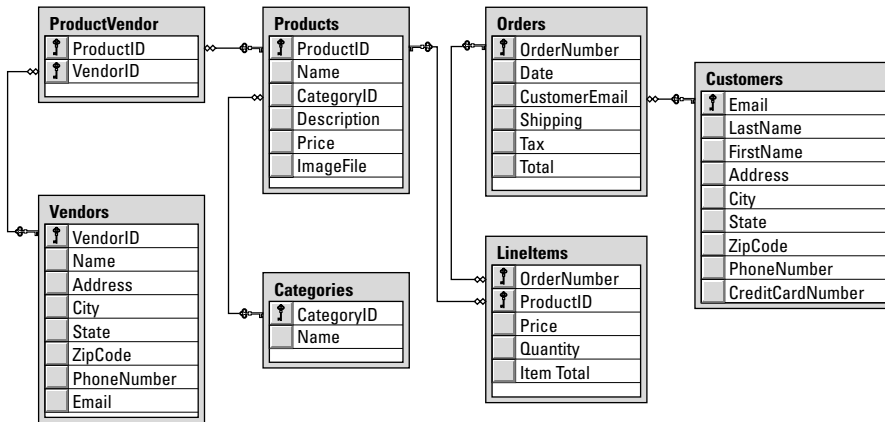 ProductVendor
ProductID
VendorID
Products
ProductID
Name
CategoryID
Description
Price
ImageFile
Orders
OrderNumber
Date
CustomerEmail
Shipping
Tax
Total
Customers
Email
LastName
FirstName
Address
City
State
ZipCode
PhoneNumber
CreditCardNumber
Vendors
VendorID
Name
Address
City
State
ZipCode
PhoneNumber
Email
Categories
CategoryID
Name
LineItems
OrderNumber
ProductID
Price
Quantity
Item Total